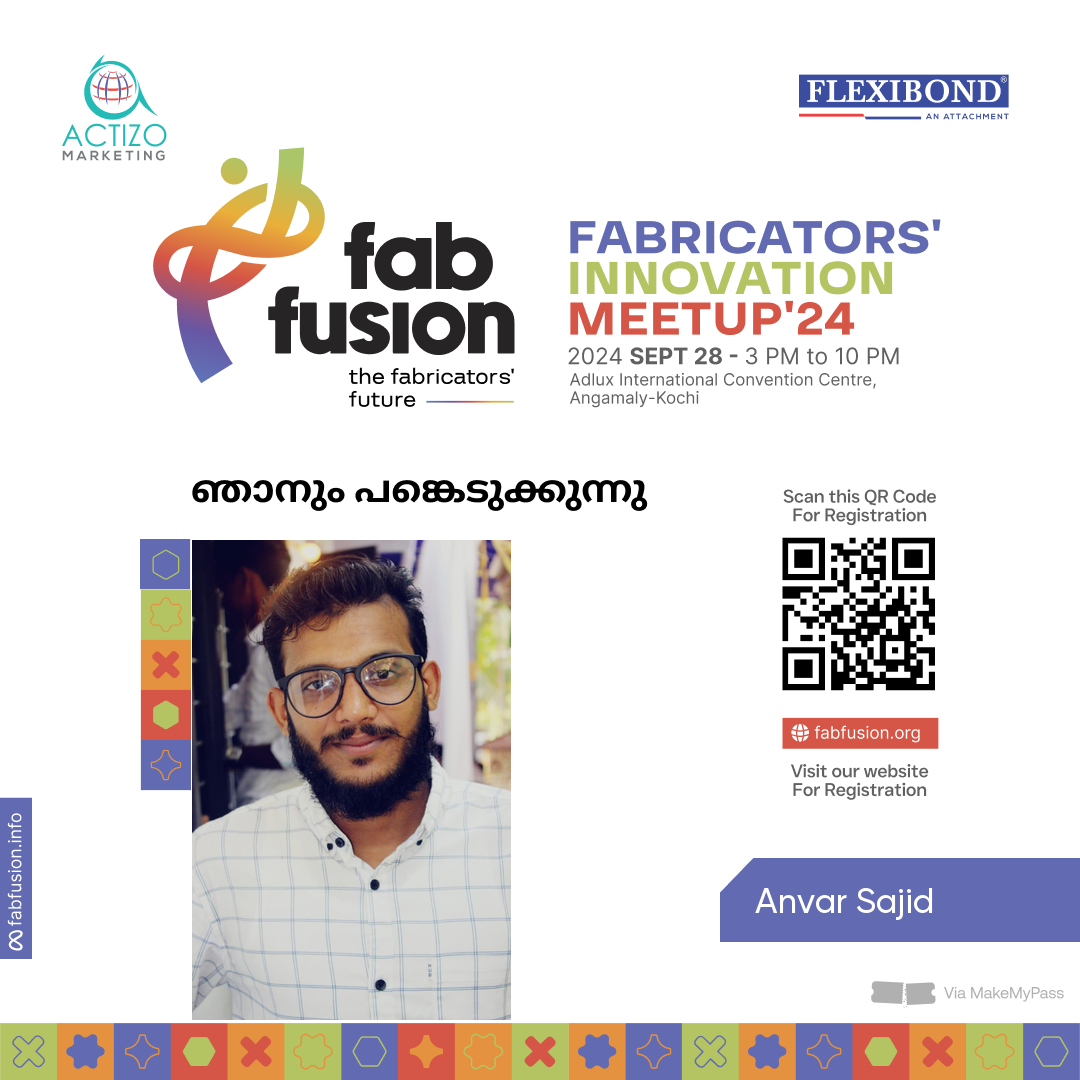 ACTIZO
MARKETING
FLEXIBOND®
AN ATTACHMENT
fab
fusion
the fabricators'
future
FABRICATORS'
INNOVATION
MEETUP'24
2024 SEPT 28 - 3 PM to 10 PM
Adlux International Convention Centre,
Angamaly-Kochi
ഞാനും പങ്കെടുക്കുന്നു
Scan this QR Code
For Registration
fabfusion.org
Visit our website
For Registration
fabfusion.info
Anvar Sajid
Via MakeMyPass